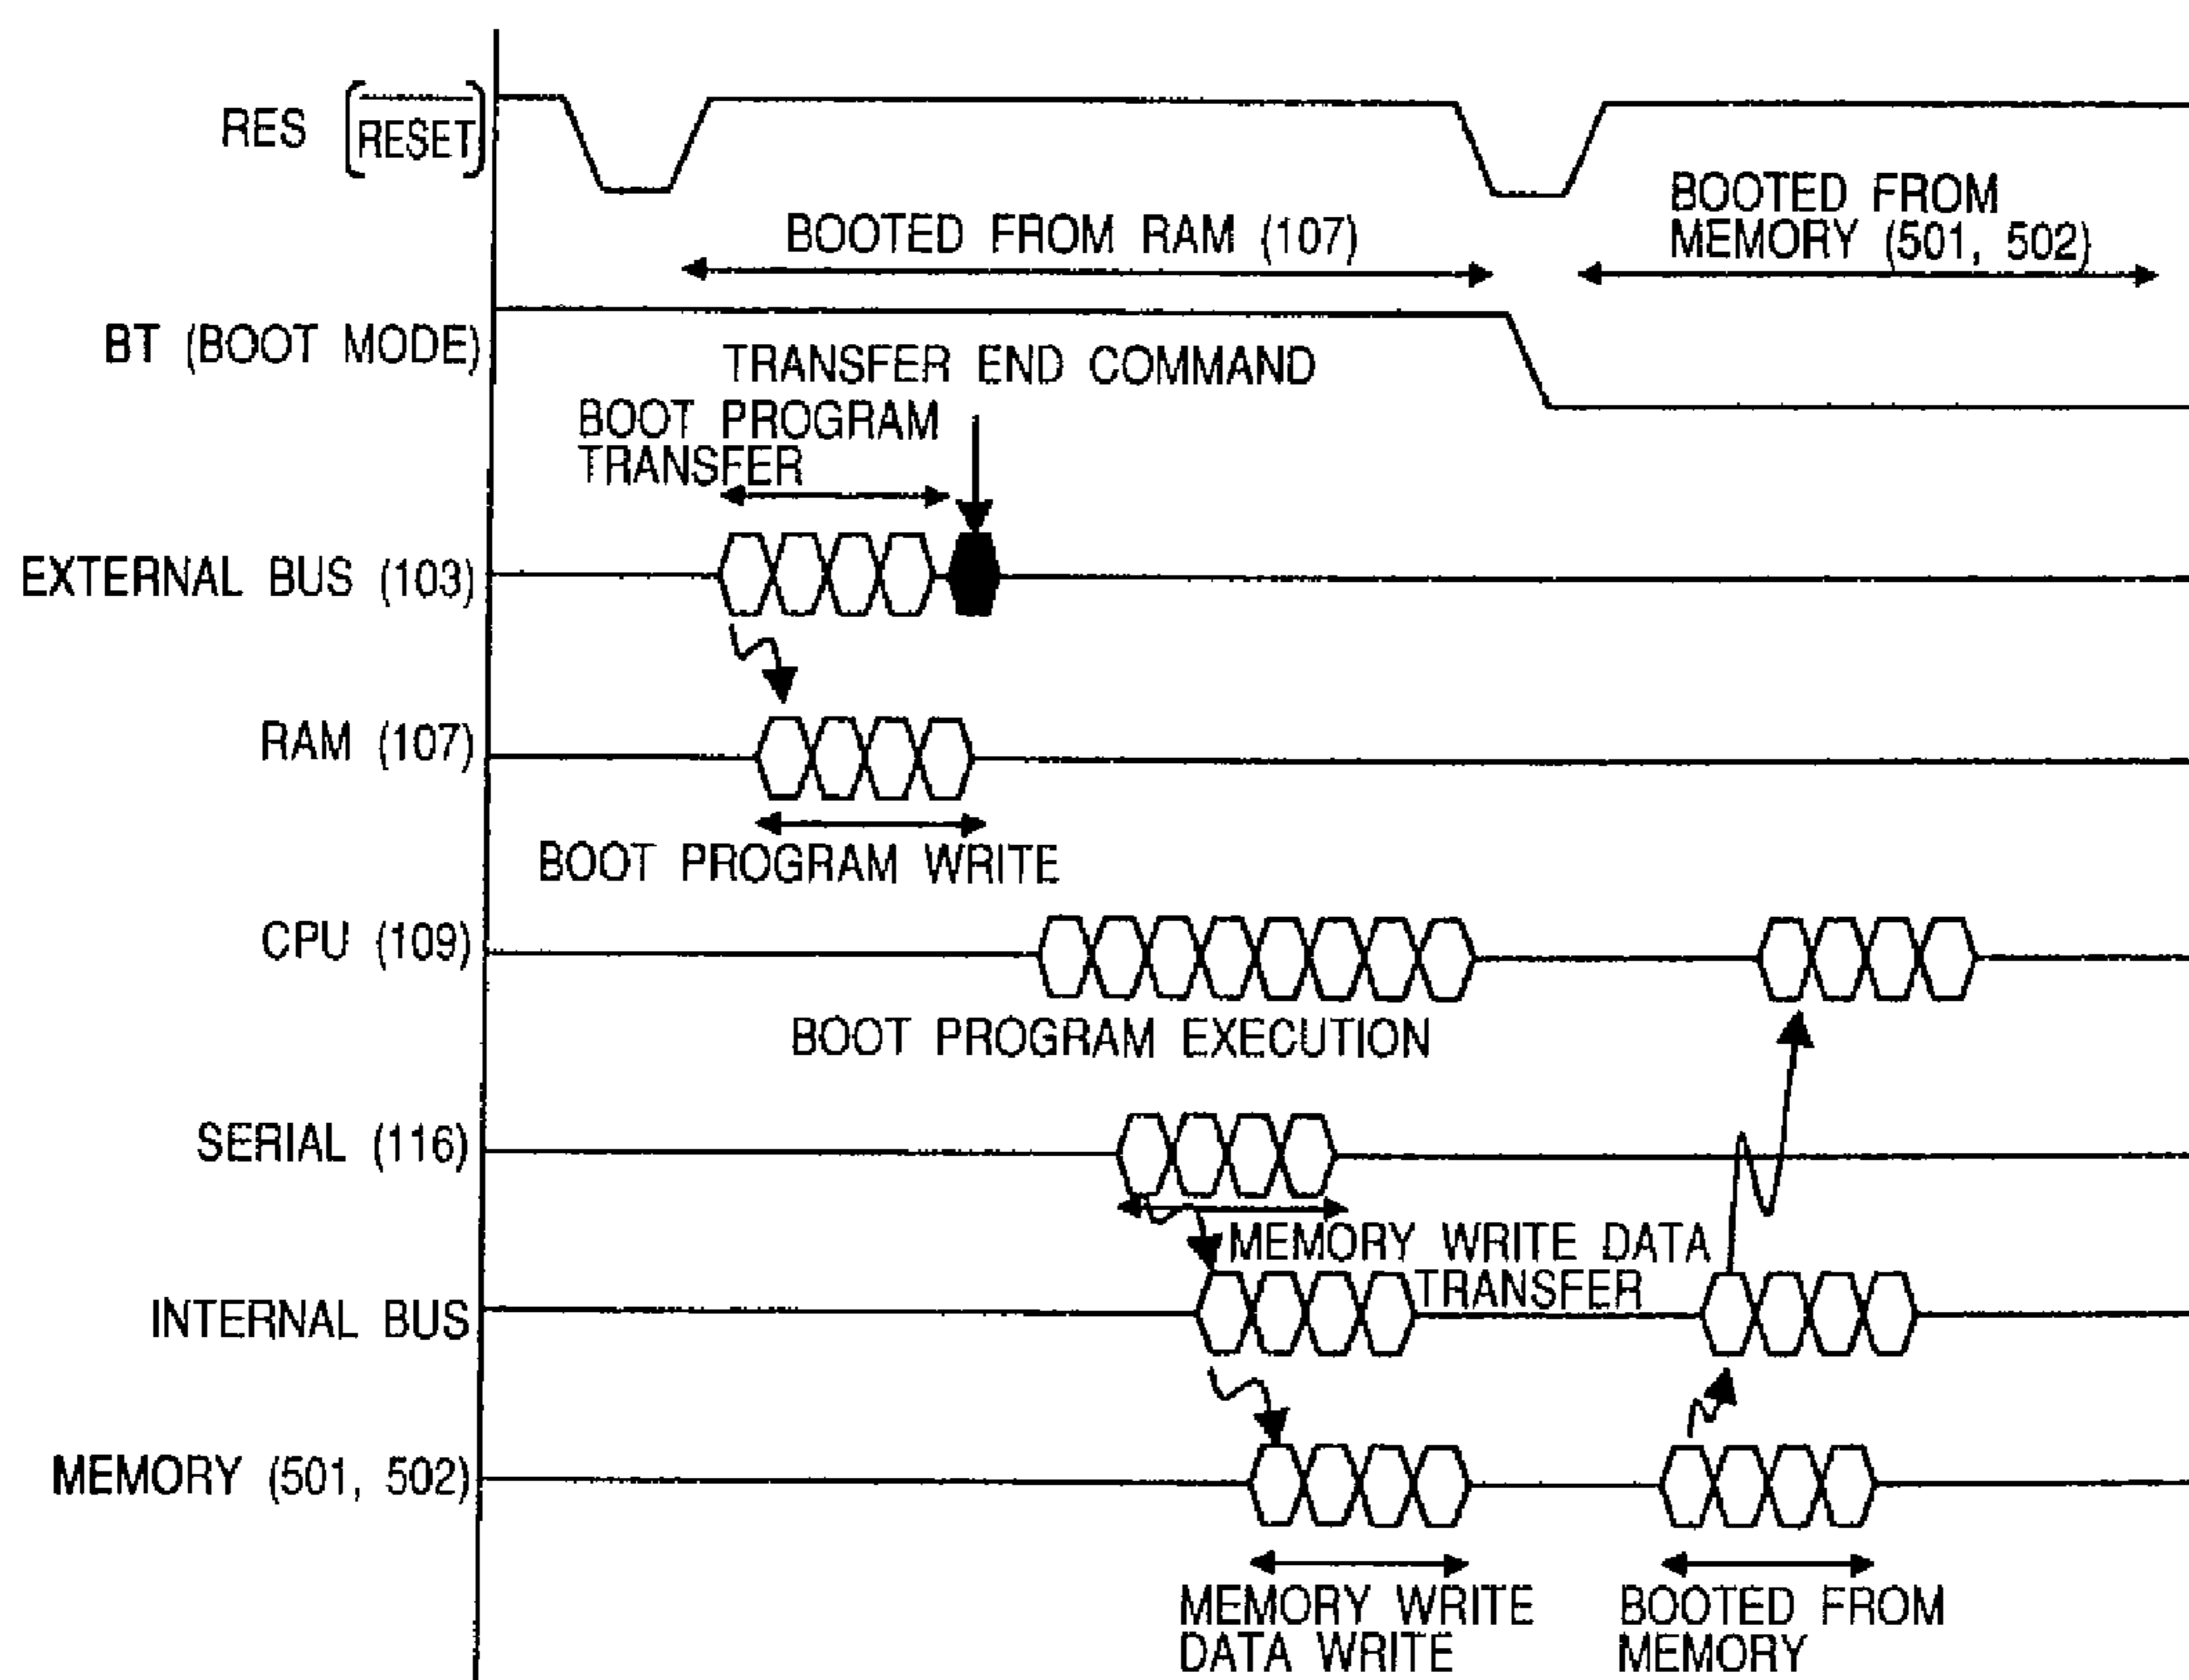 RES (RESET)
BOOTED FROM RAM (107)
BOOTED FROM
MEMORY (501, 502)
BT (BOOT MODE)
TRANSFER END COMMAND
BOOT PROGRAM
TRANSFER
EXTERNAL BUS (103)
RAM (107)
BOOT PROGRAM WRITE
CPU (109)
BOOT PROGRAM EXECUTION
SERIAL (116)
MEMORY WRITE DATA
TRANSFER
INTERNAL BUS
MEMORY (501, 502)
MEMORY WRITE
DATA WRITE
BOOTED FROM
MEMORY